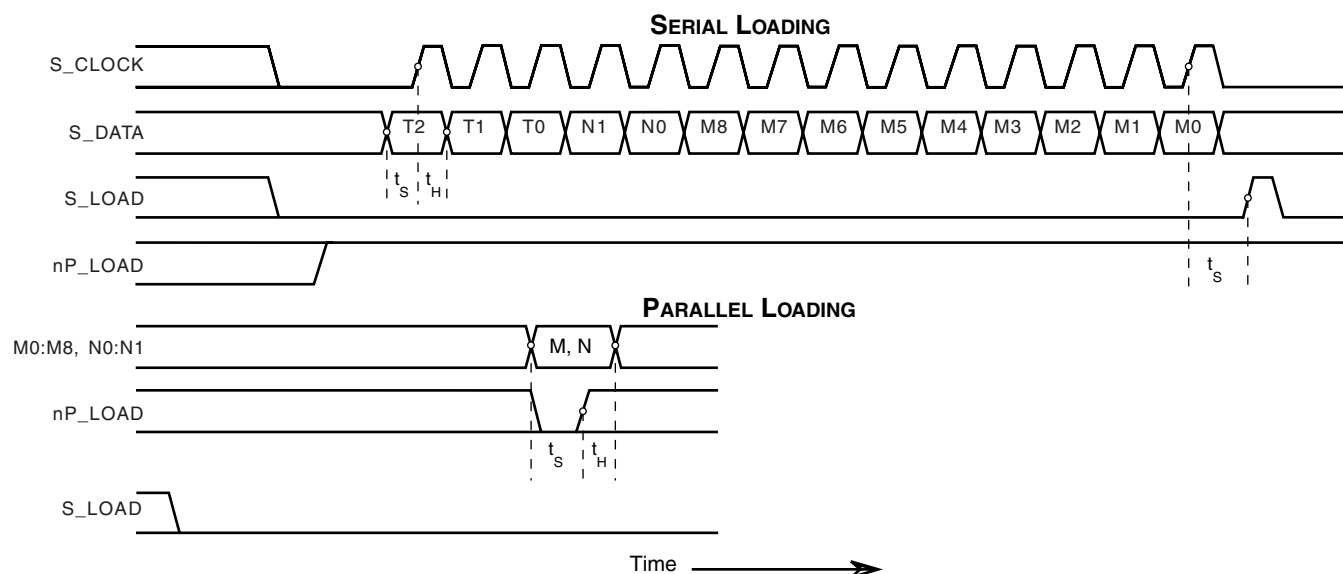 SERIAL LOADING
S_CLOCK
S_DATA T2 T1 T0 N1 N0 M8 M7 M6 M5 M4 M3 M2 M1 M0
tS tH
S_LOAD
nP_LOAD
tS
PARALLEL LOADING
M0:M8, N0:N1 M, N
nP_LOAD
tS tH
S_LOAD
Time